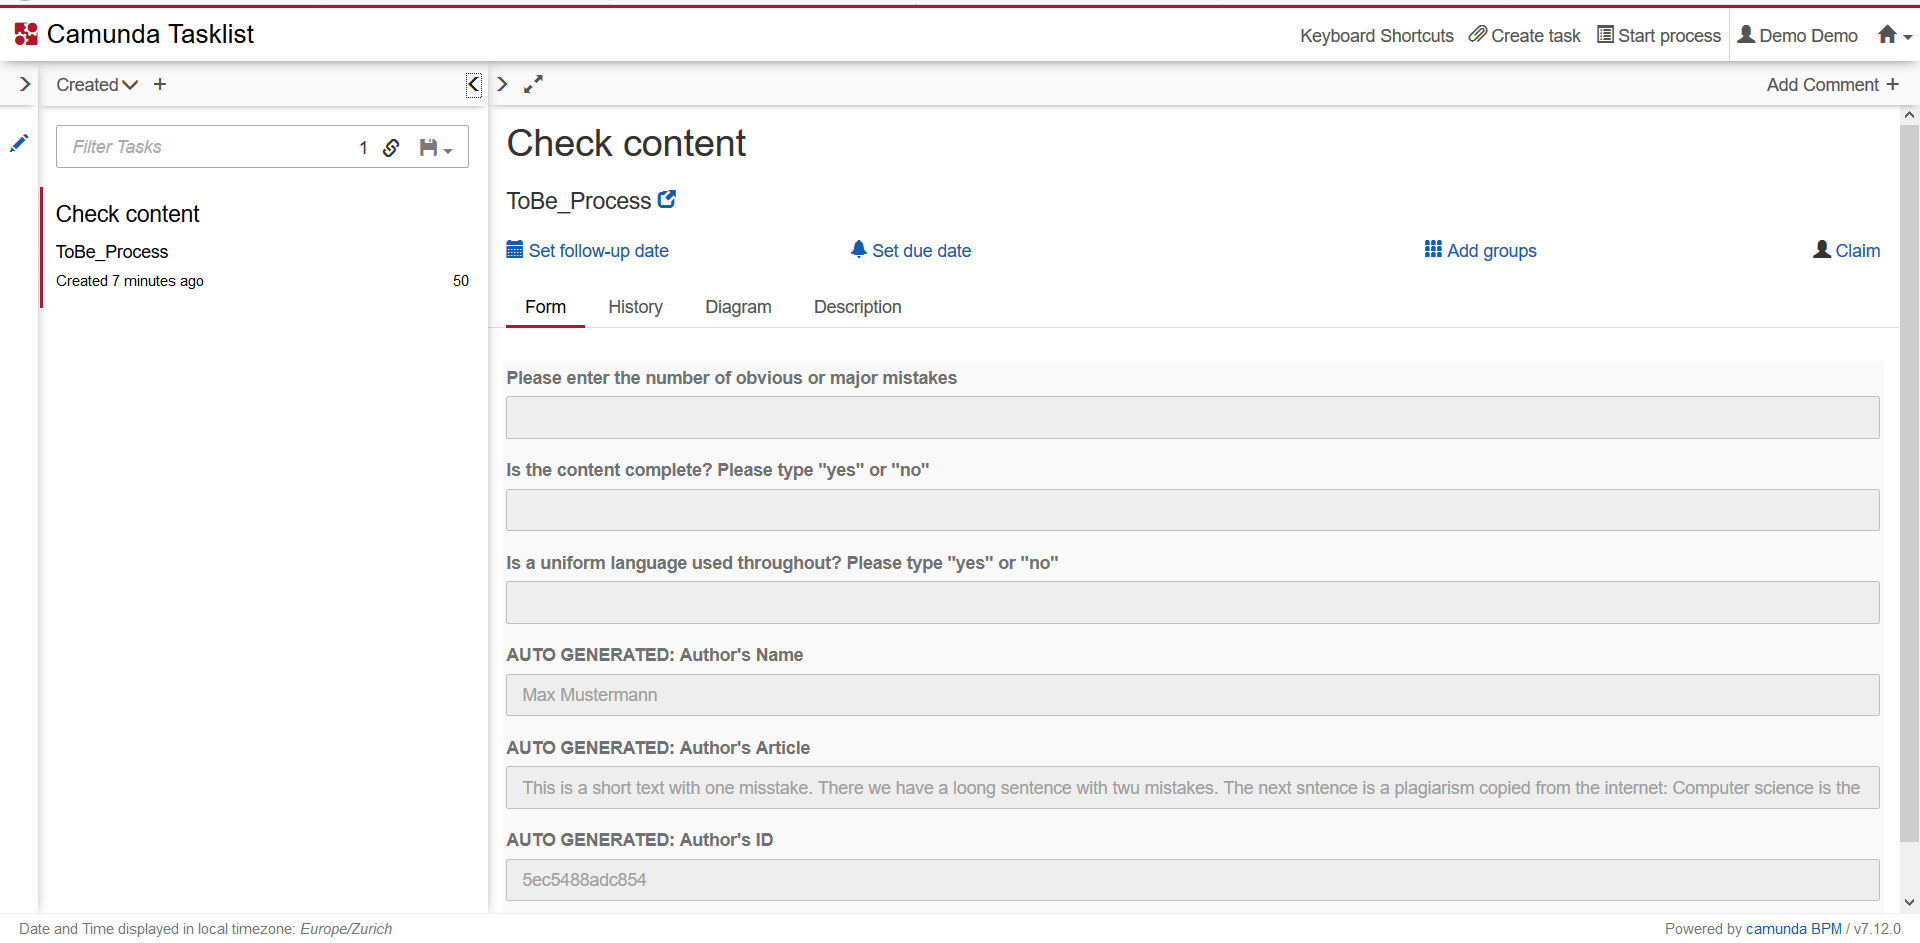 Camunda Tasklist
Keyboard Shortcuts Create task Start process Demo Demo
Created
Add Comment
Filter Tasks 1
Check content
ToBe_Process
Created 7 minutes ago 50
Check content
ToBe_Process
Set follow-up date Set due date Add groups Claim
Form History Diagram Description
Please enter the number of obvious or major mistakes
Is the content complete? Please type "yes" or "no"
Is a uniform language used throughout? Please type "yes" or "no"
AUTO GENERATED: Author's Name
Max Mustermann
AUTO GENERATED: Author's Article
This is a short text with one misstake. There we have a loong sentence with twu mistakes. The next sntence is a plagiarism copied from the internet: Computer science is the
AUTO GENERATED: Author's ID
5ec5488adc854
Date and Time displayed in local timezone: Europe/Zurich
Powered by camunda BPM / v7.12.0